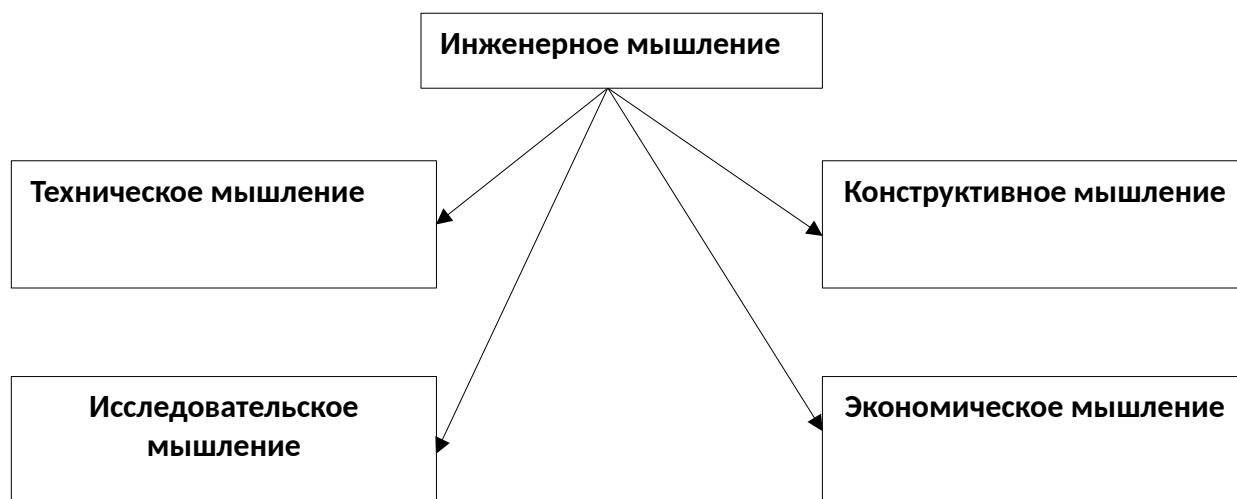 Инженерное мышление
Техническое мышление
Конструктивное мышление
Исследовательское
мышление
Экономическое мышление